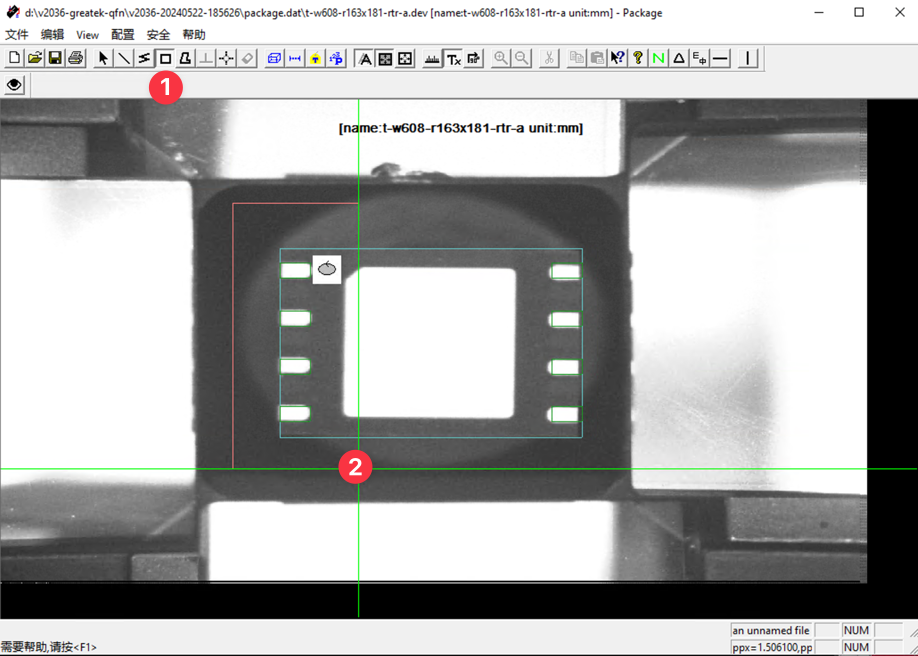 d:\v2036-greatek-qfn\v2036-20240522-185626\package.dat\t-w608-r163x181-rtr-a.dev [name:t-w608-r163x181-rtr-a unit:mm] - Package
文件 编辑 View 配置 安全 帮助
1
[name:t-w608-r163x181-rtr-a unit:mm]
2
an unnamed file NUM
需要帮助,请按<F1>
ppx=1.506100,pp NUM